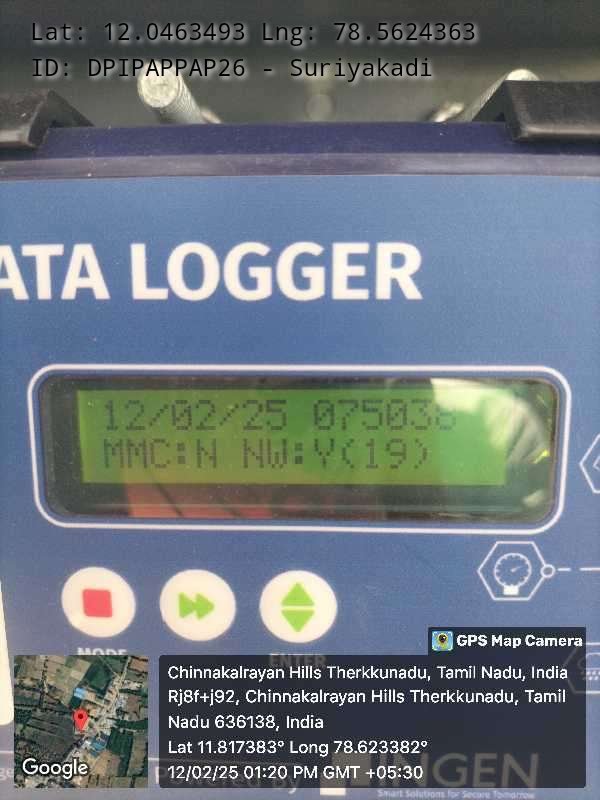 Lat: 12.0463493 Lng: 78.5624363
ID: DPIPAPPAP26 - Suriyakadi
ATA LOGGER
12/02/25 075038
MMC:N NW:Y(19)
MODE
ENTER
GPS Map Camera
Chinnakalrayan Hills Therkkunadu, Tamil Nadu, India
Rj8f+j92, Chinnakalrayan Hills Therkkunadu, Tamil
Nadu 636138, India
Lat 11.817383° Long 78.623382°
12/02/25 01:20 PM GMT +05:30
Google
Powered By
Smart Solutions for Secure Tomorrow